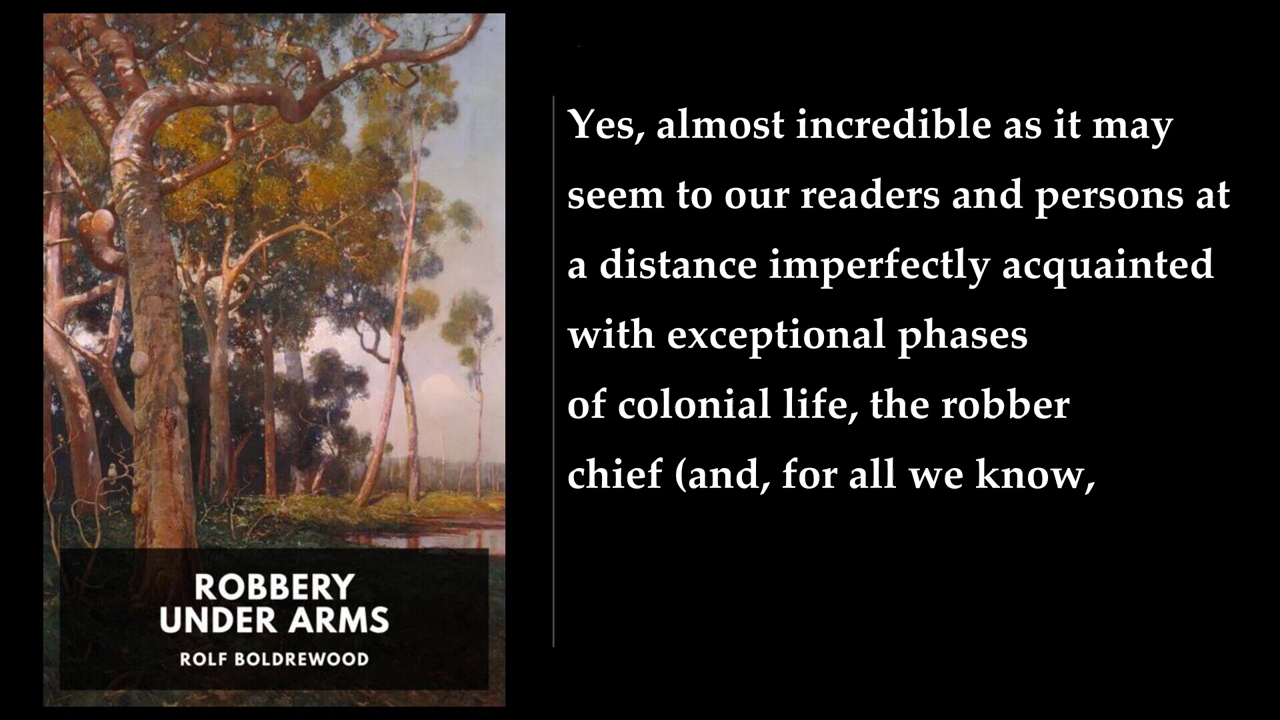 ROBBERY
UNDER ARMS
ROLF BOLDREWOOD
Yes, almost incredible as it may
seem to our readers and persons at
a distance imperfectly acquainted
with exceptional phases
of colonial life, the robber
chief (and, for all we know,